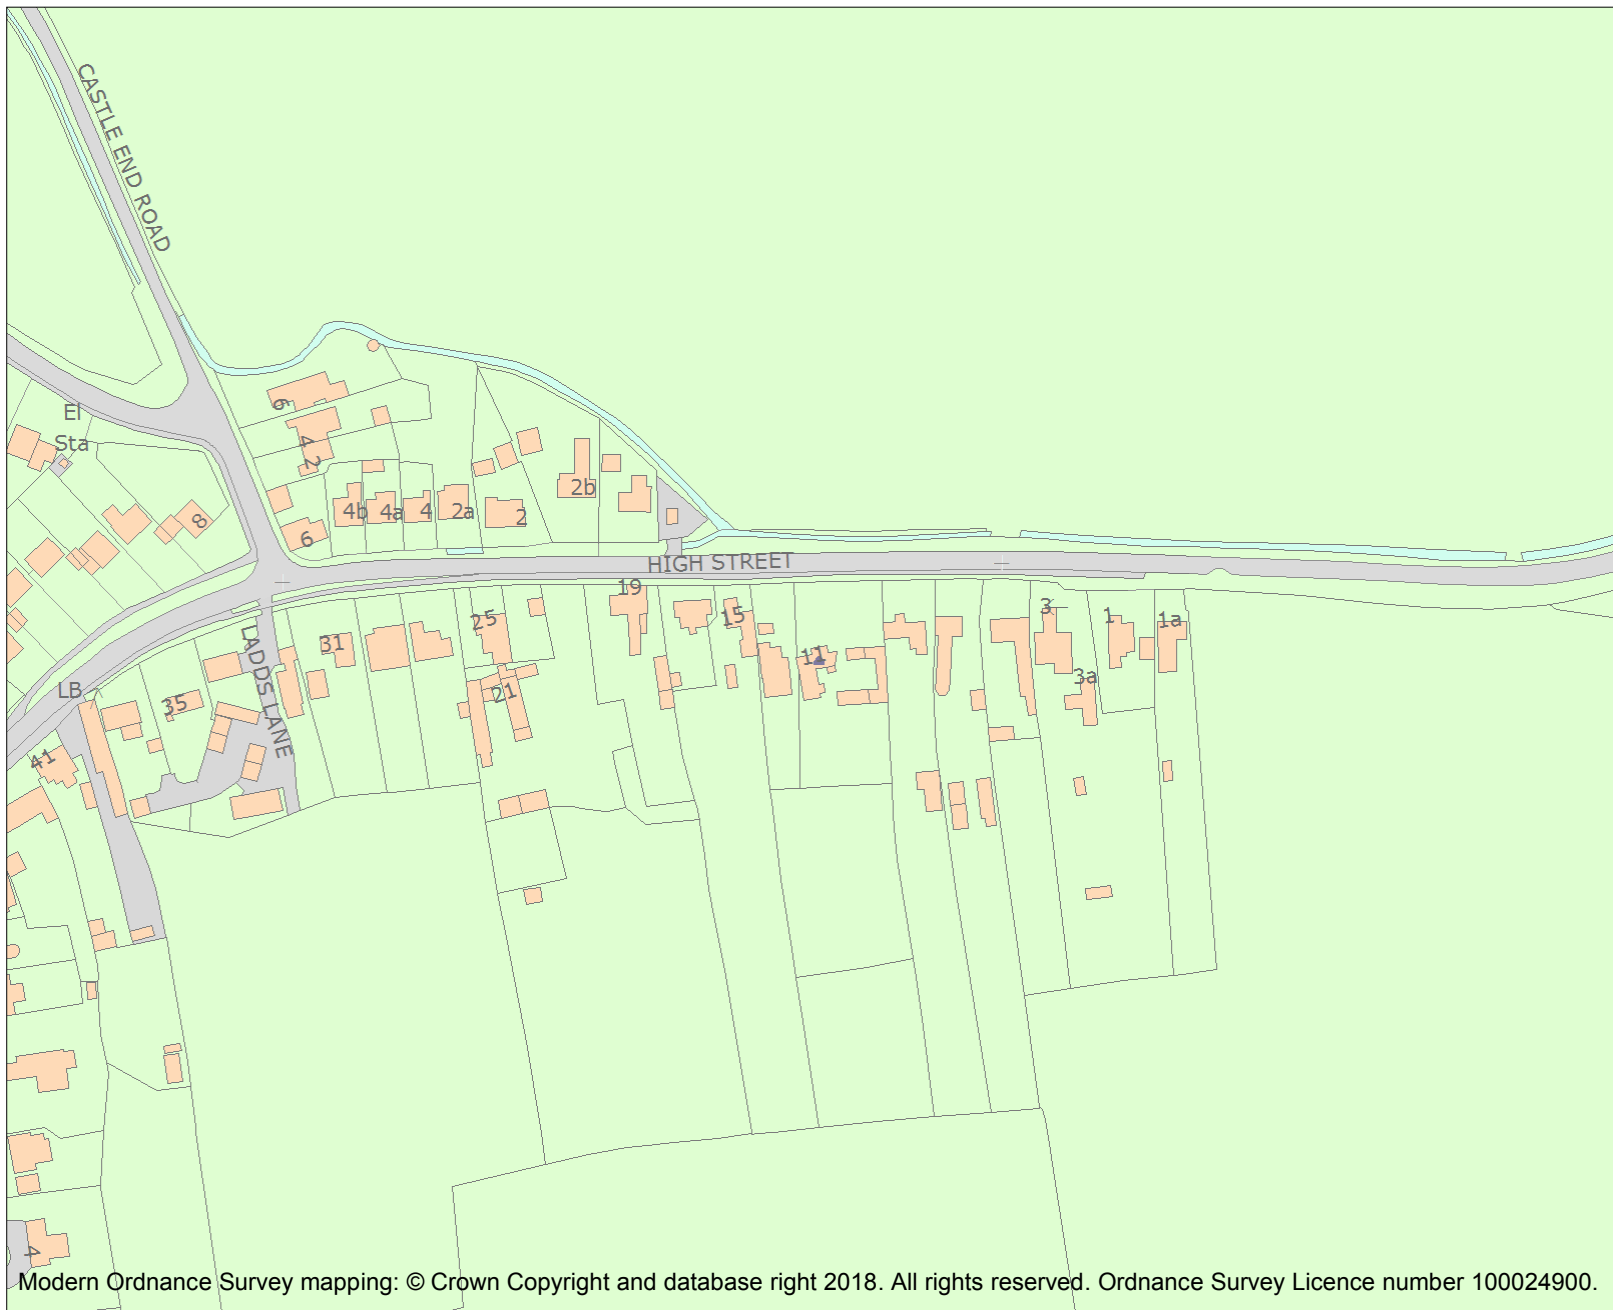 CASTLE END ROAD
El
Sta
6
4
2
8
6
4b
4a
4
2a
2
2b
HIGH STREET
19
15
25
31
11
3
1
1a
3a
21
LADDS LANE
LB
35
41
4
Modern Ordnance Survey mapping: © Crown Copyright and database right 2018. All rights reserved. Ordnance Survey Licence number 100024900.